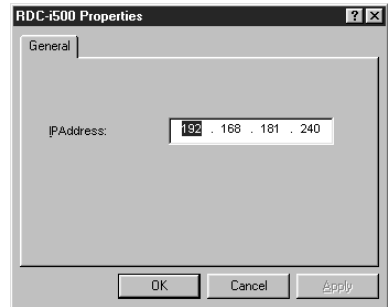 RDC-i500 Properties
General
IPAddress:
192 . 168 . 181 . 240
OK
Cancel
Apply